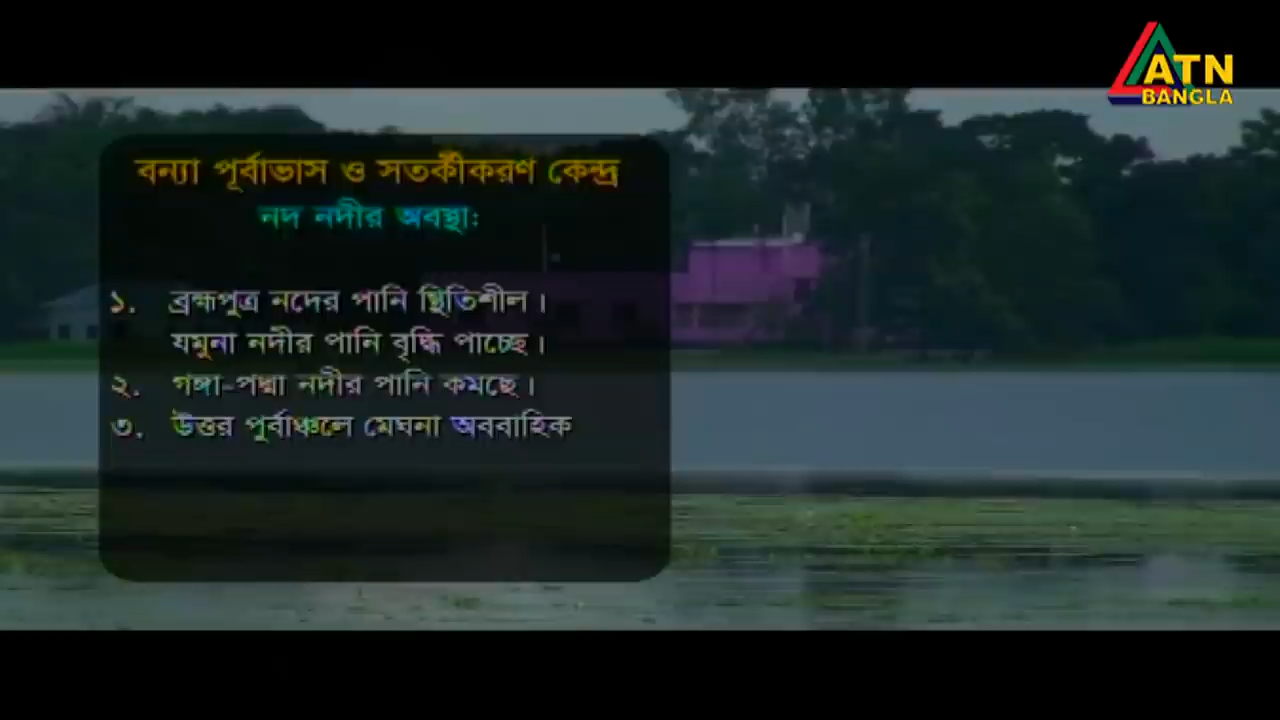 ATN
BANGLA
বন্যা পূর্বাভাস ও সতর্কীকরণ কেন্দ্র
নদ নদীর অবস্থা:
১. ব্রহ্মপুত্র নদের পানি স্থিতিশীল।
যমুনা নদীর পানি বৃদ্ধি পাচ্ছে।
২. গঙ্গা-পদ্মা নদীর পানি কমছে।
৩. উত্তর পুর্বাঞ্চলে মেঘনা অববাহিক